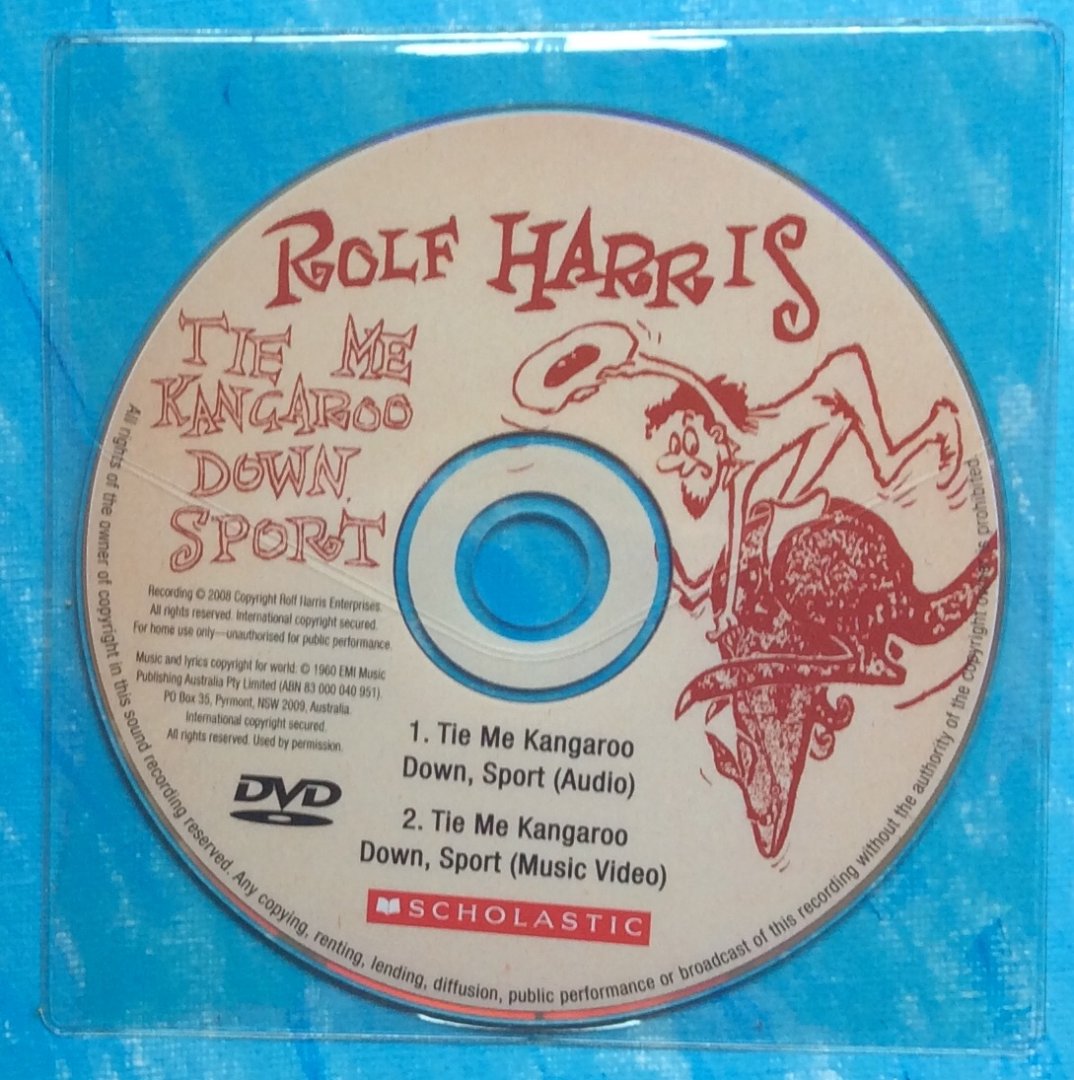 ROLF HARRIS
TIE ME
KANGAROO
DOWN,
SPORT
Recording © 2008 Copyright Rolf Harris Enterprises.
All rights reserved. International copyright secured.
For home use only—unauthorised for public performance.
Music and lyrics copyright for world: © 1960 EMI Music
Publishing Australia Pty Limited (ABN 83 000 040 951).
PO Box 35, Pyrmont, NSW 2009, Australia.
International copyright secured.
All rights reserved. Used by permission.
DVD
1. Tie Me Kangaroo
Down, Sport (Audio)
2. Tie Me Kangaroo
Down, Sport (Music Video)
SCHOLASTIC
All rights of the owner of copyright in this sound recording reserved. Any copying, renting, lending, diffusion, public performance or broadcast of this recording without the authority of the copyright prohibited.